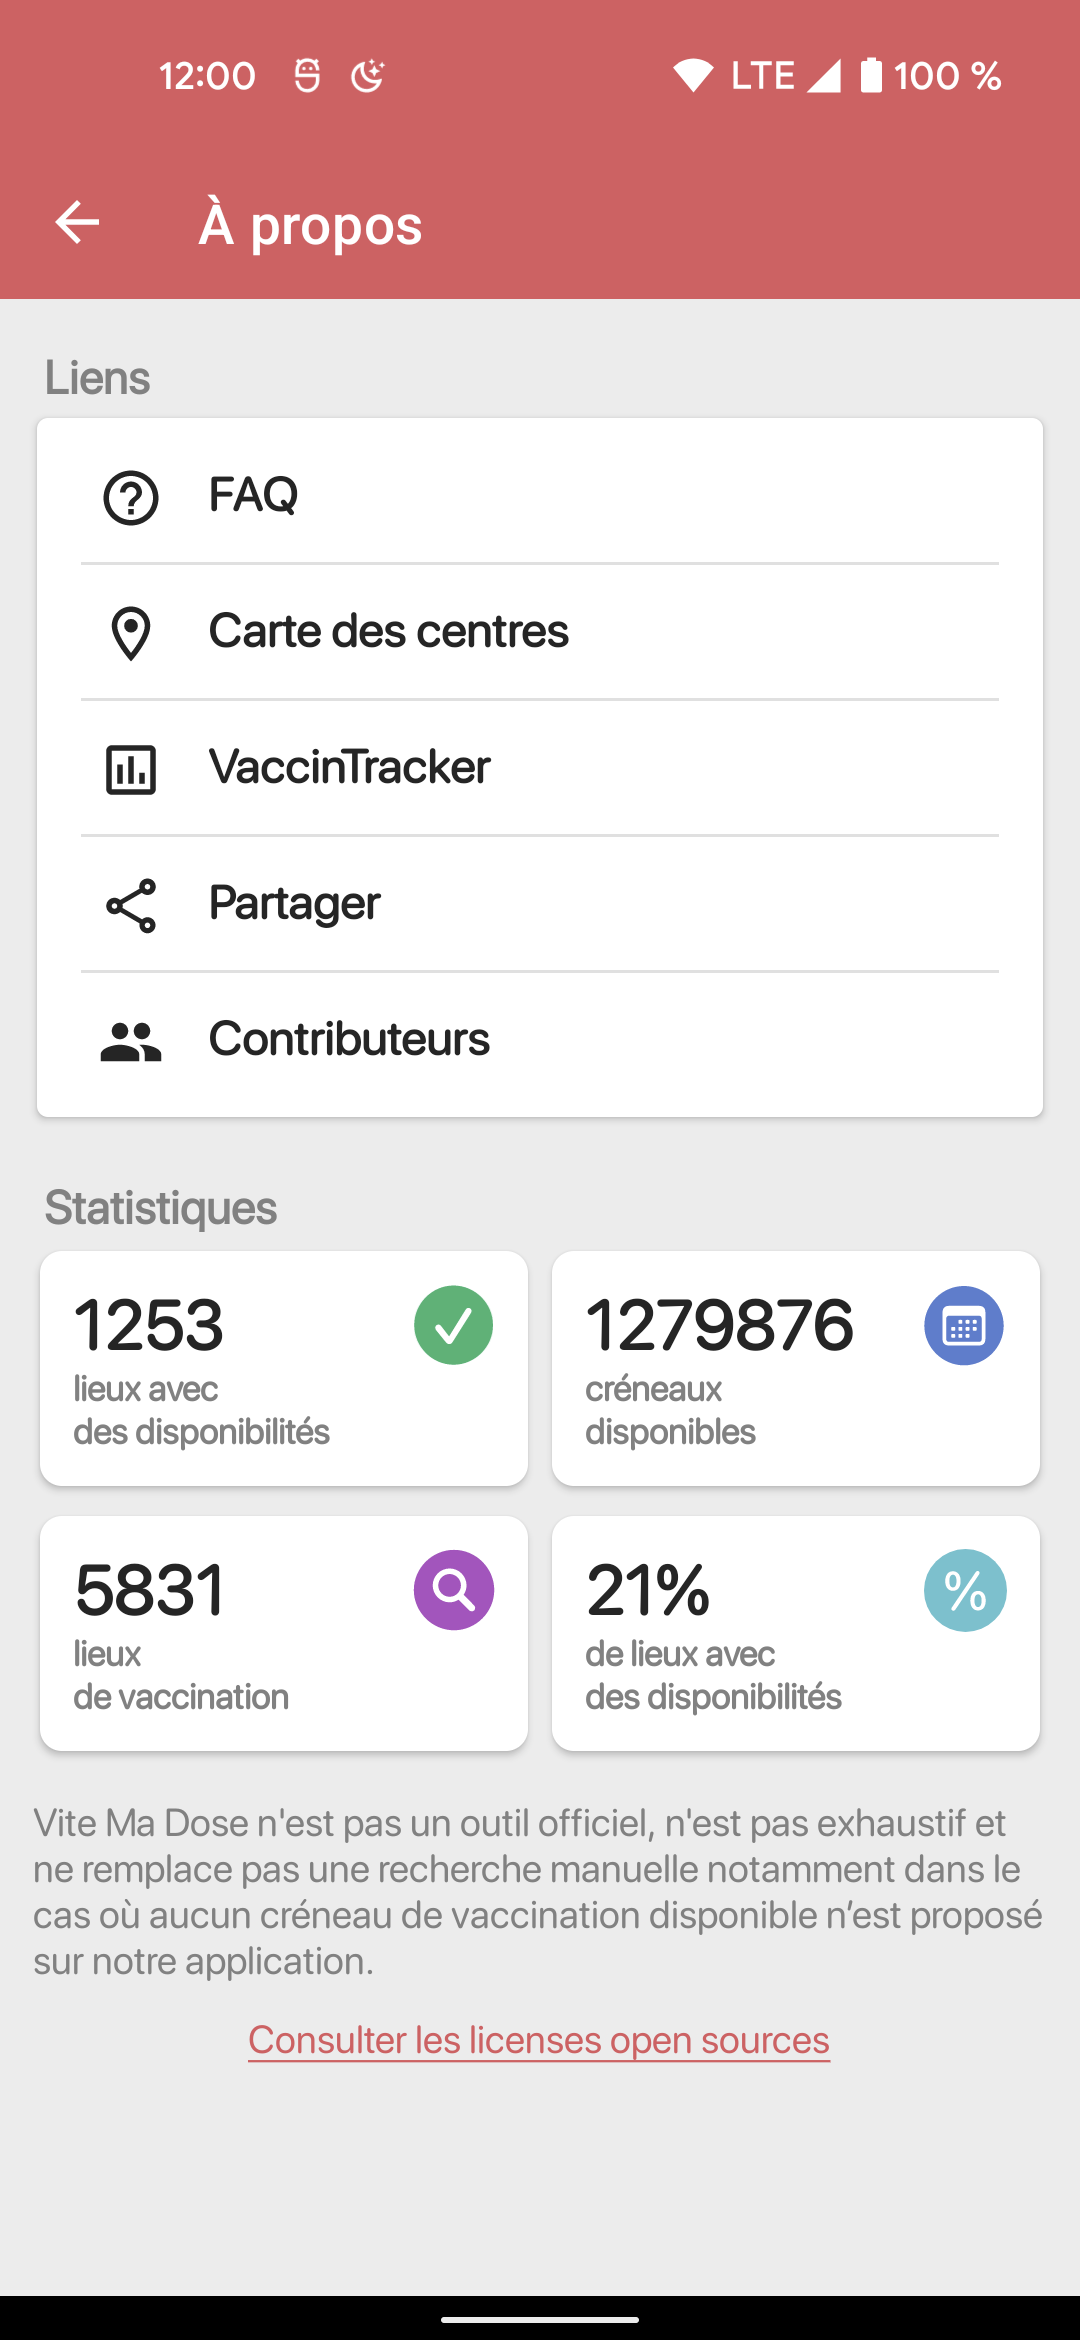 12:00 LTE 100 %
À propos
Liens
FAQ
Carte des centres
VaccinTracker
Partager
Contributeurs
Statistiques
1253
lieux avec
des disponibilités
1279876
créneaux
disponibles
5831
lieux
de vaccination
21%
%
de lieux avec
des disponibilités
Vite Ma Dose n'est pas un outil officiel, n'est pas exhaustif et
ne remplace pas une recherche manuelle notamment dans le
cas où aucun créneau de vaccination disponible n’est proposé
sur notre application.
Consulter les licenses open sources